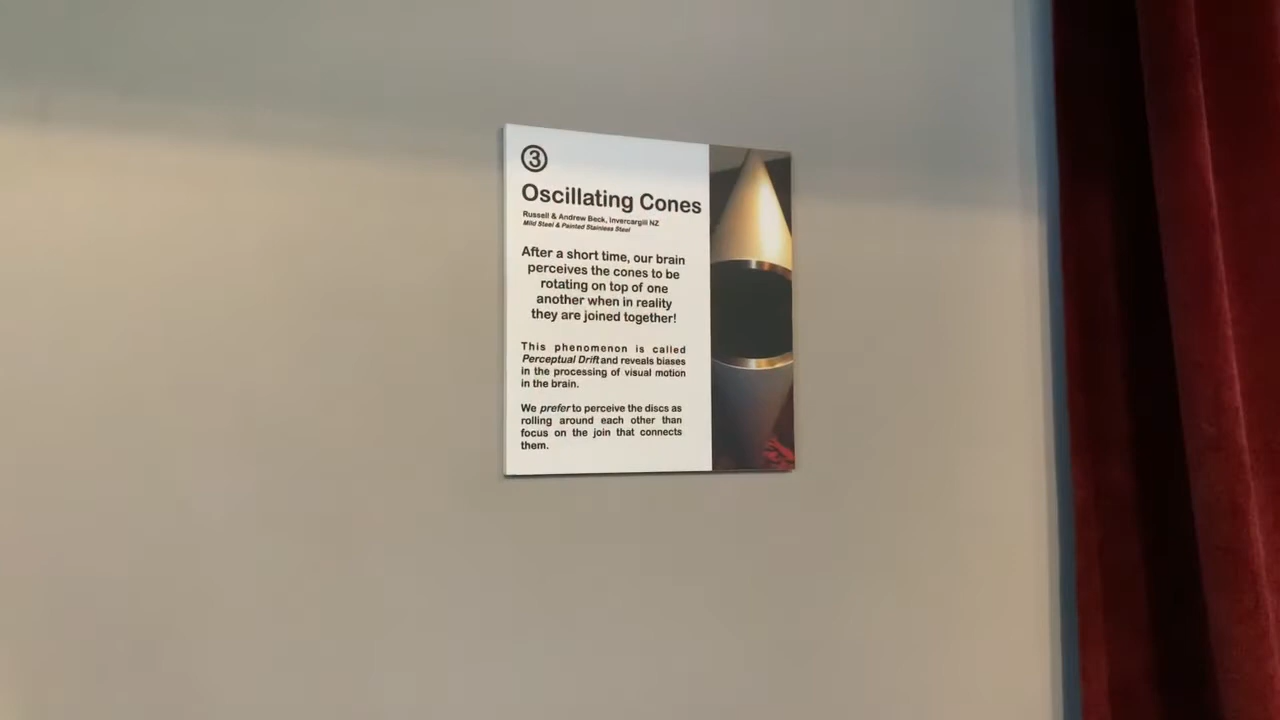 3
Oscillating Cones
Russell & Andrew Beck, Invercargill NZ
Mild Steel & Painted Stainless Steel
After a short time, our brain
perceives the cones to be
rotating on top of one
another when in reality
they are joined together!
This phenomenon is called
Perceptual Drift and reveals biases
in the processing of visual motion
in the brain.
We prefer to perceive the discs as
rolling around each other than
focus on the join that connects
them.